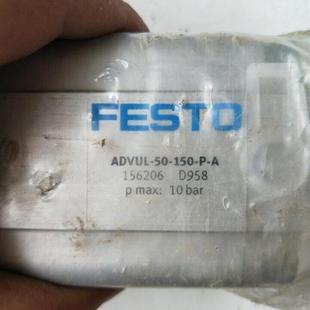 FESTO
ADVUL-50-150-P-A
156206 D958
p max: 10 bar